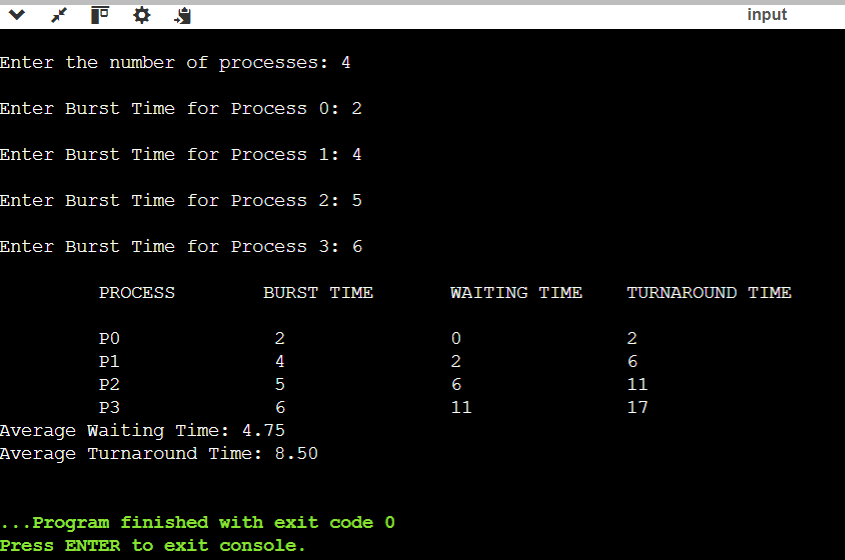 input
Enter the number of processes: 4
Enter Burst Time for Process 0: 2
Enter Burst Time for Process 1: 4
Enter Burst Time for Process 2: 5
Enter Burst Time for Process 3: 6
PROCESS BURST TIME WAITING TIME TURNAROUND TIME
P0 2 0 2
P1 4 2 6
P2 5 6 11
P3 6 11 17
Average Waiting Time: 4.75
Average Turnaround Time: 8.50
...Program finished with exit code 0
Press ENTER to exit console.